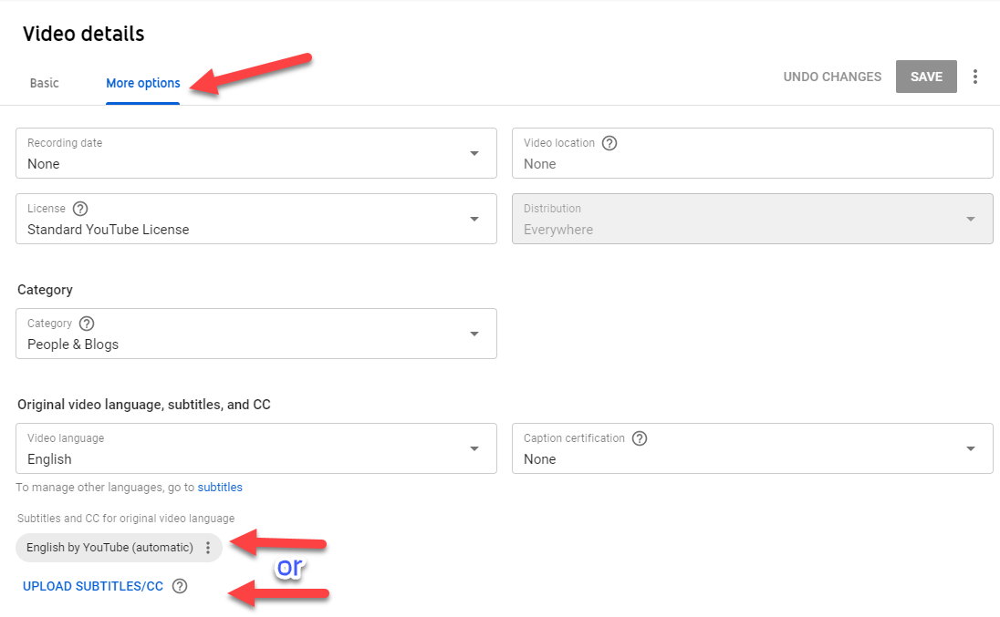 Video details
Basic
More options
UNDO CHANGES
SAVE
Recording date
None
Video location
None
License
Standard YouTube License
Distribution
Everywhere
Category
Category
People & Blogs
Original video language, subtitles, and CC
Video language
English
Caption certification
None
To manage other languages, go to subtitles
Subtitles and CC for original video language
English by YouTube (automatic)
or
UPLOAD SUBTITLES/CC